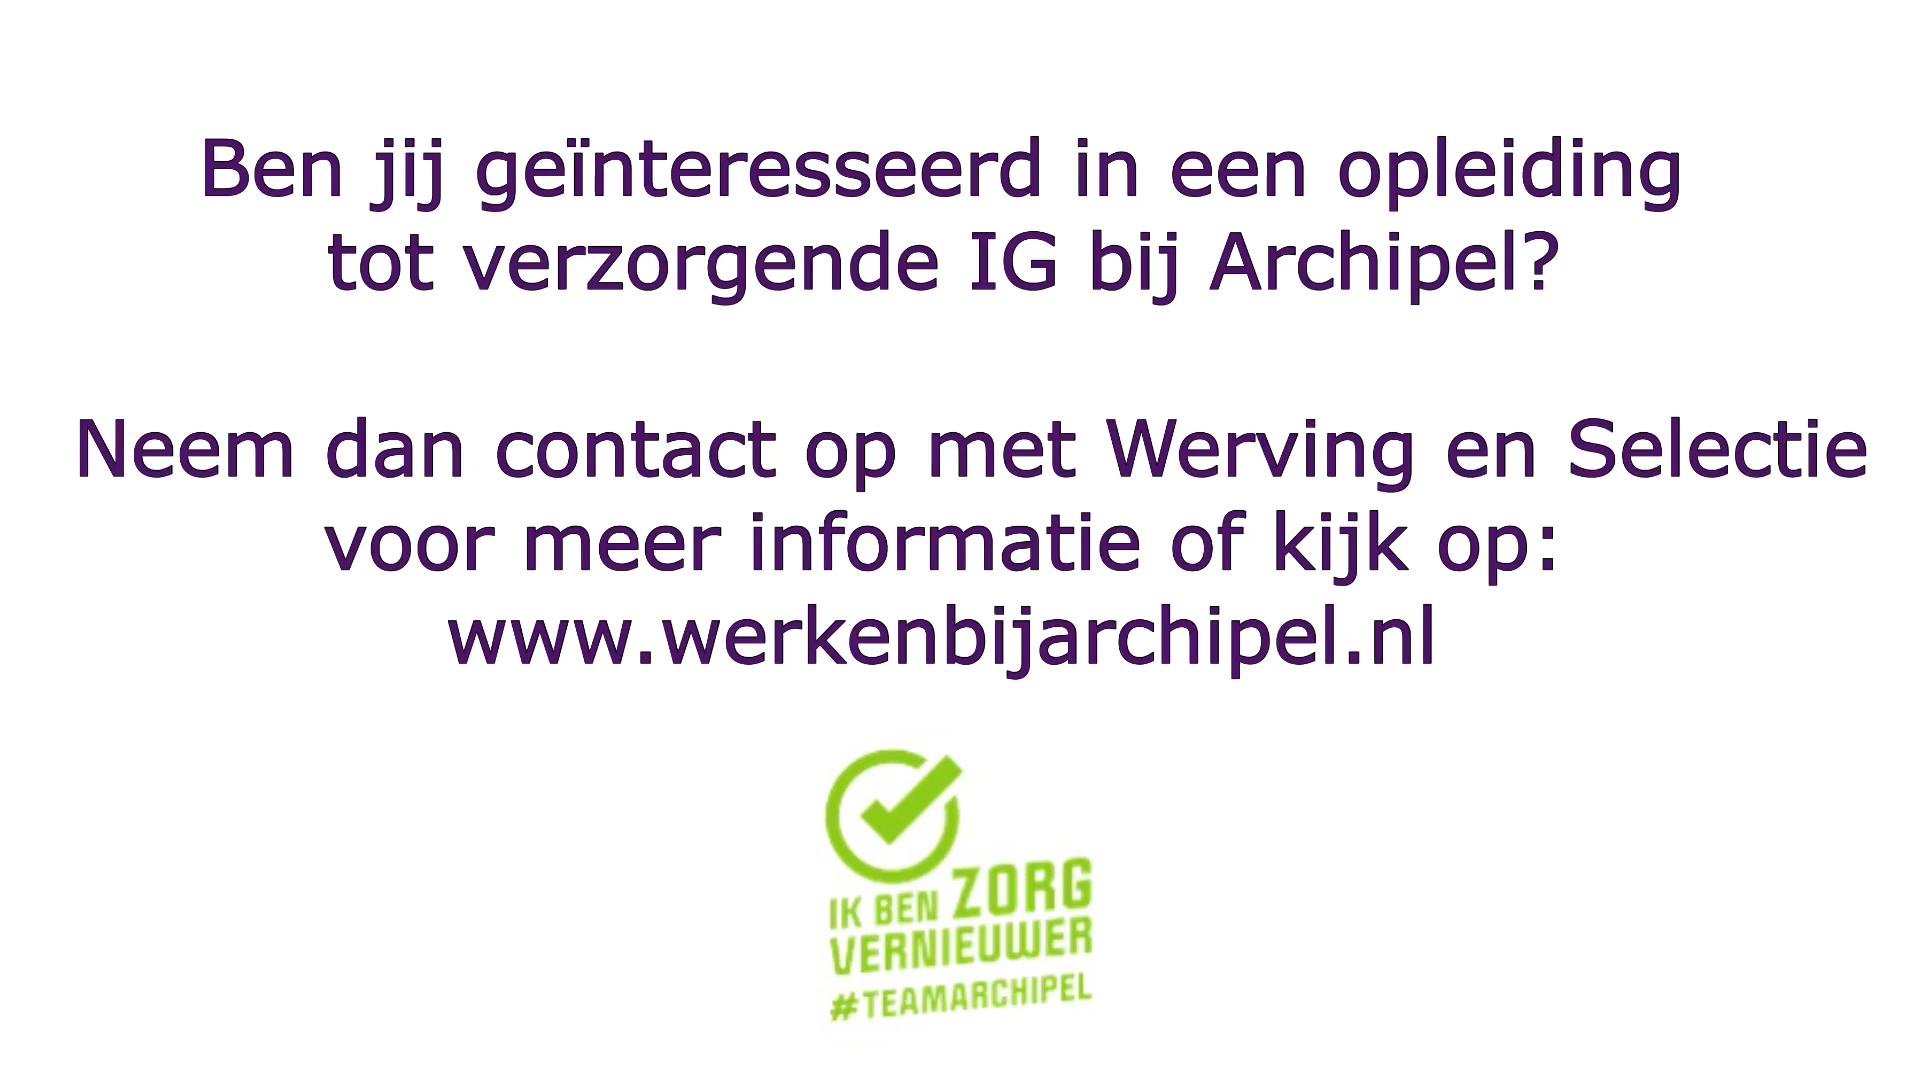 Ben jij geïnteresseerd in een opleiding
tot verzorgende IG bij Archipel?
Neem dan contact op met Werving en Selectie
voor meer informatie of kijk op:
www.werkenbijarchipel.nl
IK BEN ZORG
VERNIEUWER
#TEAMARCHIPEL